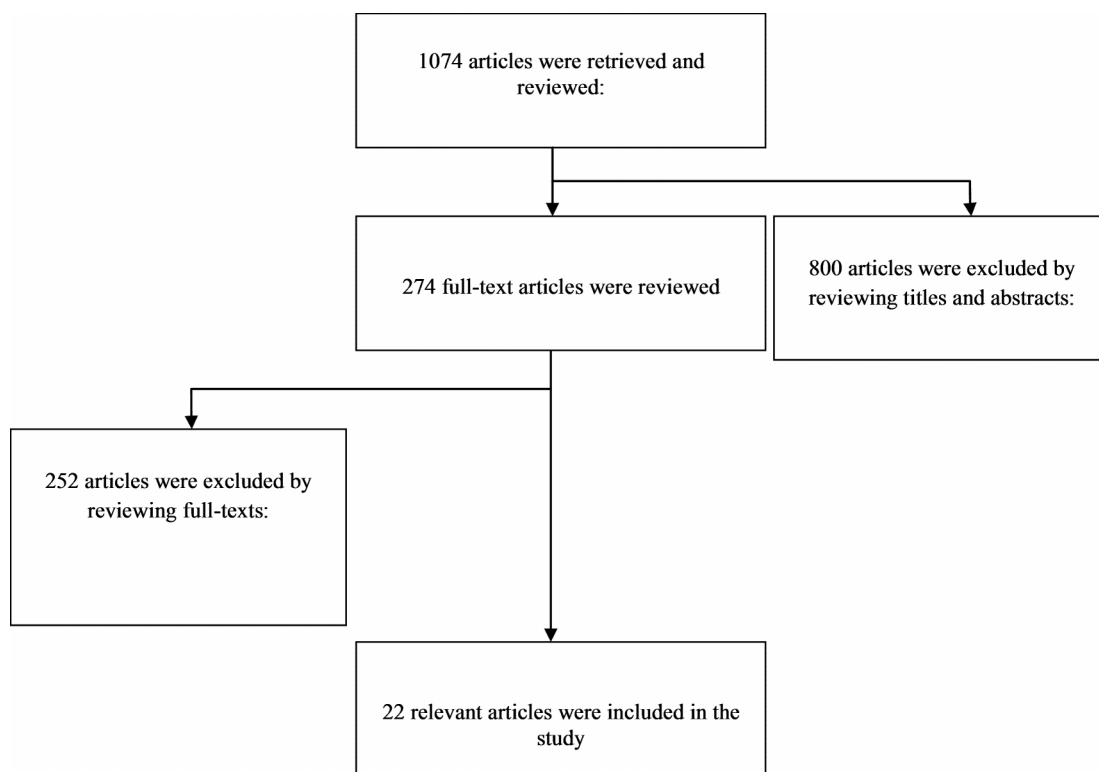 1074 articles were retrieved and
reviewed:
274 full-text articles were reviewed
800 articles were excluded by
reviewing titles and abstracts:
252 articles were excluded by
reviewing full-texts:
22 relevant articles were included in the
study